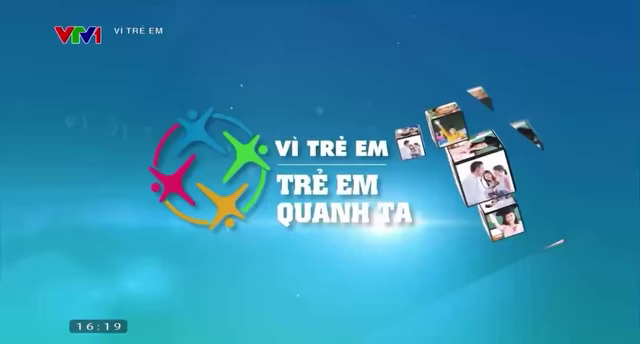 VTV1 VÌ TRẺ EM
VÌ TRẺ EM
TRẺ EM
QUANH TA
16:19